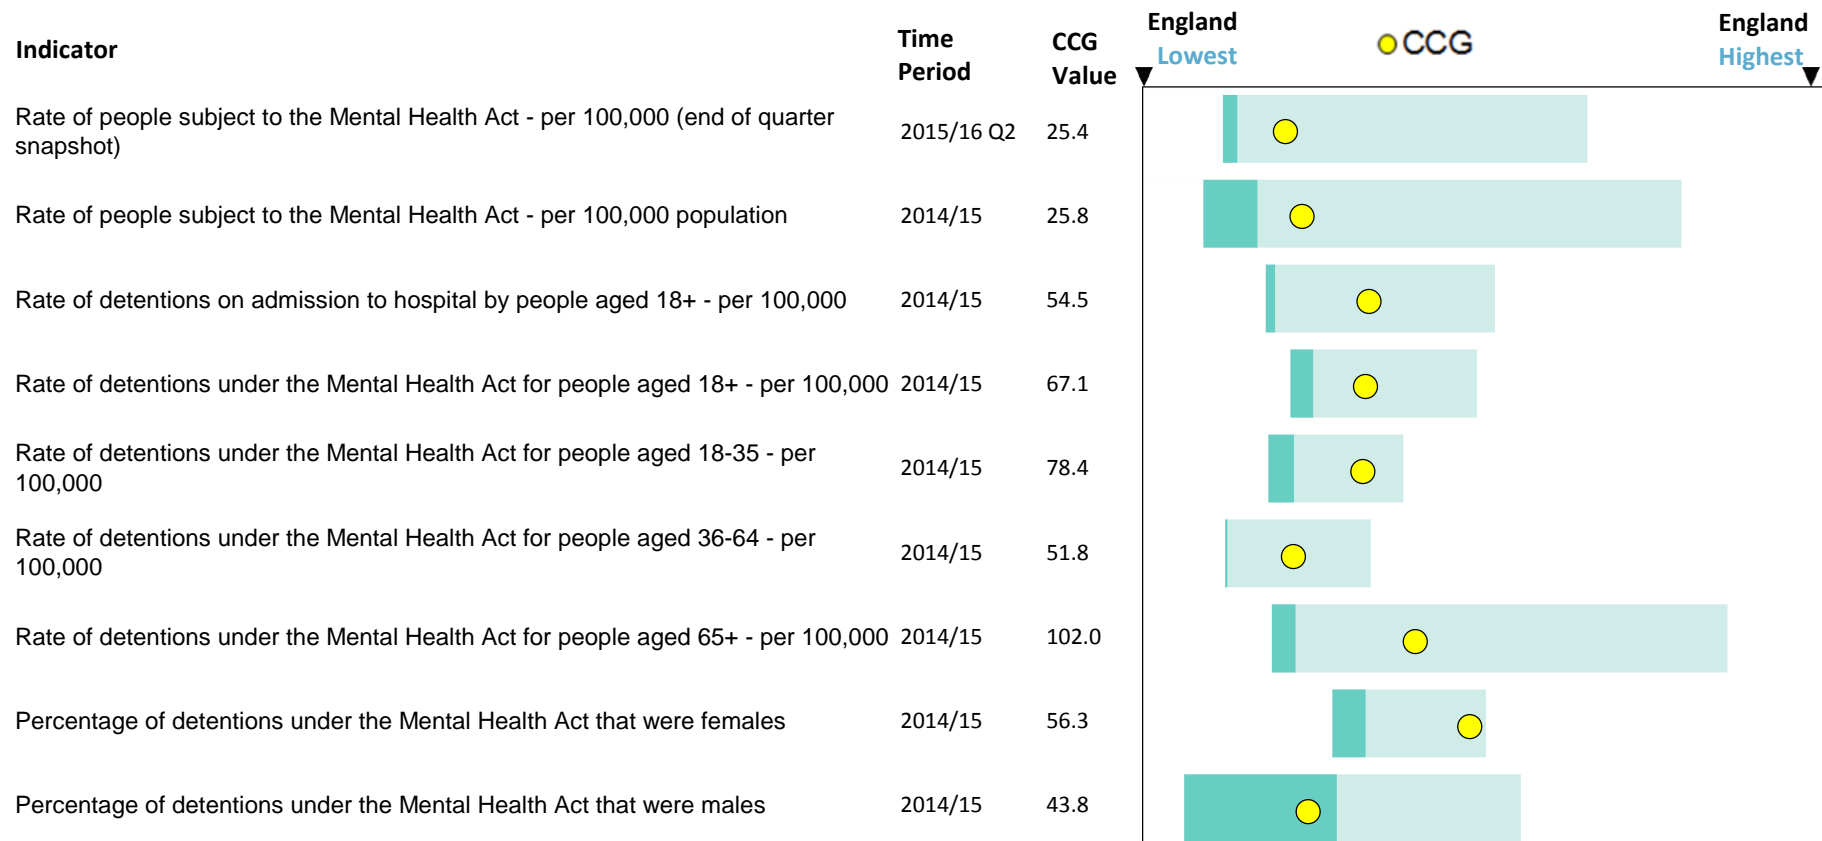 Indicator
Time Period
CCG Value
England Lowest
CCG
England Highest
Rate of people subject to the Mental Health Act - per 100,000 (end of quarter
snapshot)
2015/16 Q2
25.4
Rate of people subject to the Mental Health Act - per 100,000 population
2014/15
25.8
Rate of detentions on admission to hospital by people aged 18+ - per 100,000
2014/15
54.5
Rate of detentions under the Mental Health Act for people aged 18+ - per 100,000
2014/15
67.1
Rate of detentions under the Mental Health Act for people aged 18-35 - per
100,000
2014/15
78.4
Rate of detentions under the Mental Health Act for people aged 36-64 - per
100,000
2014/15
51.8
Rate of detentions under the Mental Health Act for people aged 65+ - per 100,000
2014/15
102.0
Percentage of detentions under the Mental Health Act that were females
2014/15
56.3
Percentage of detentions under the Mental Health Act that were males
2014/15
43.8